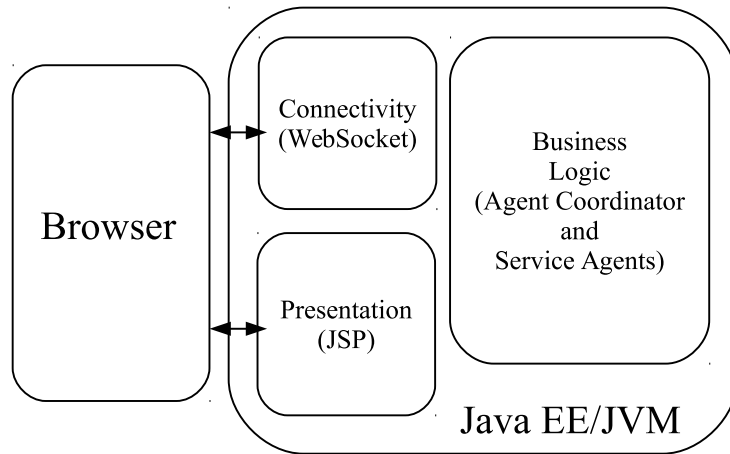 Browser
Connectivity
(WebSocket)
Presentation
(JSP)
Business
Logic
(Agent Coordinator
and
Service Agents)
Java EE/JVM